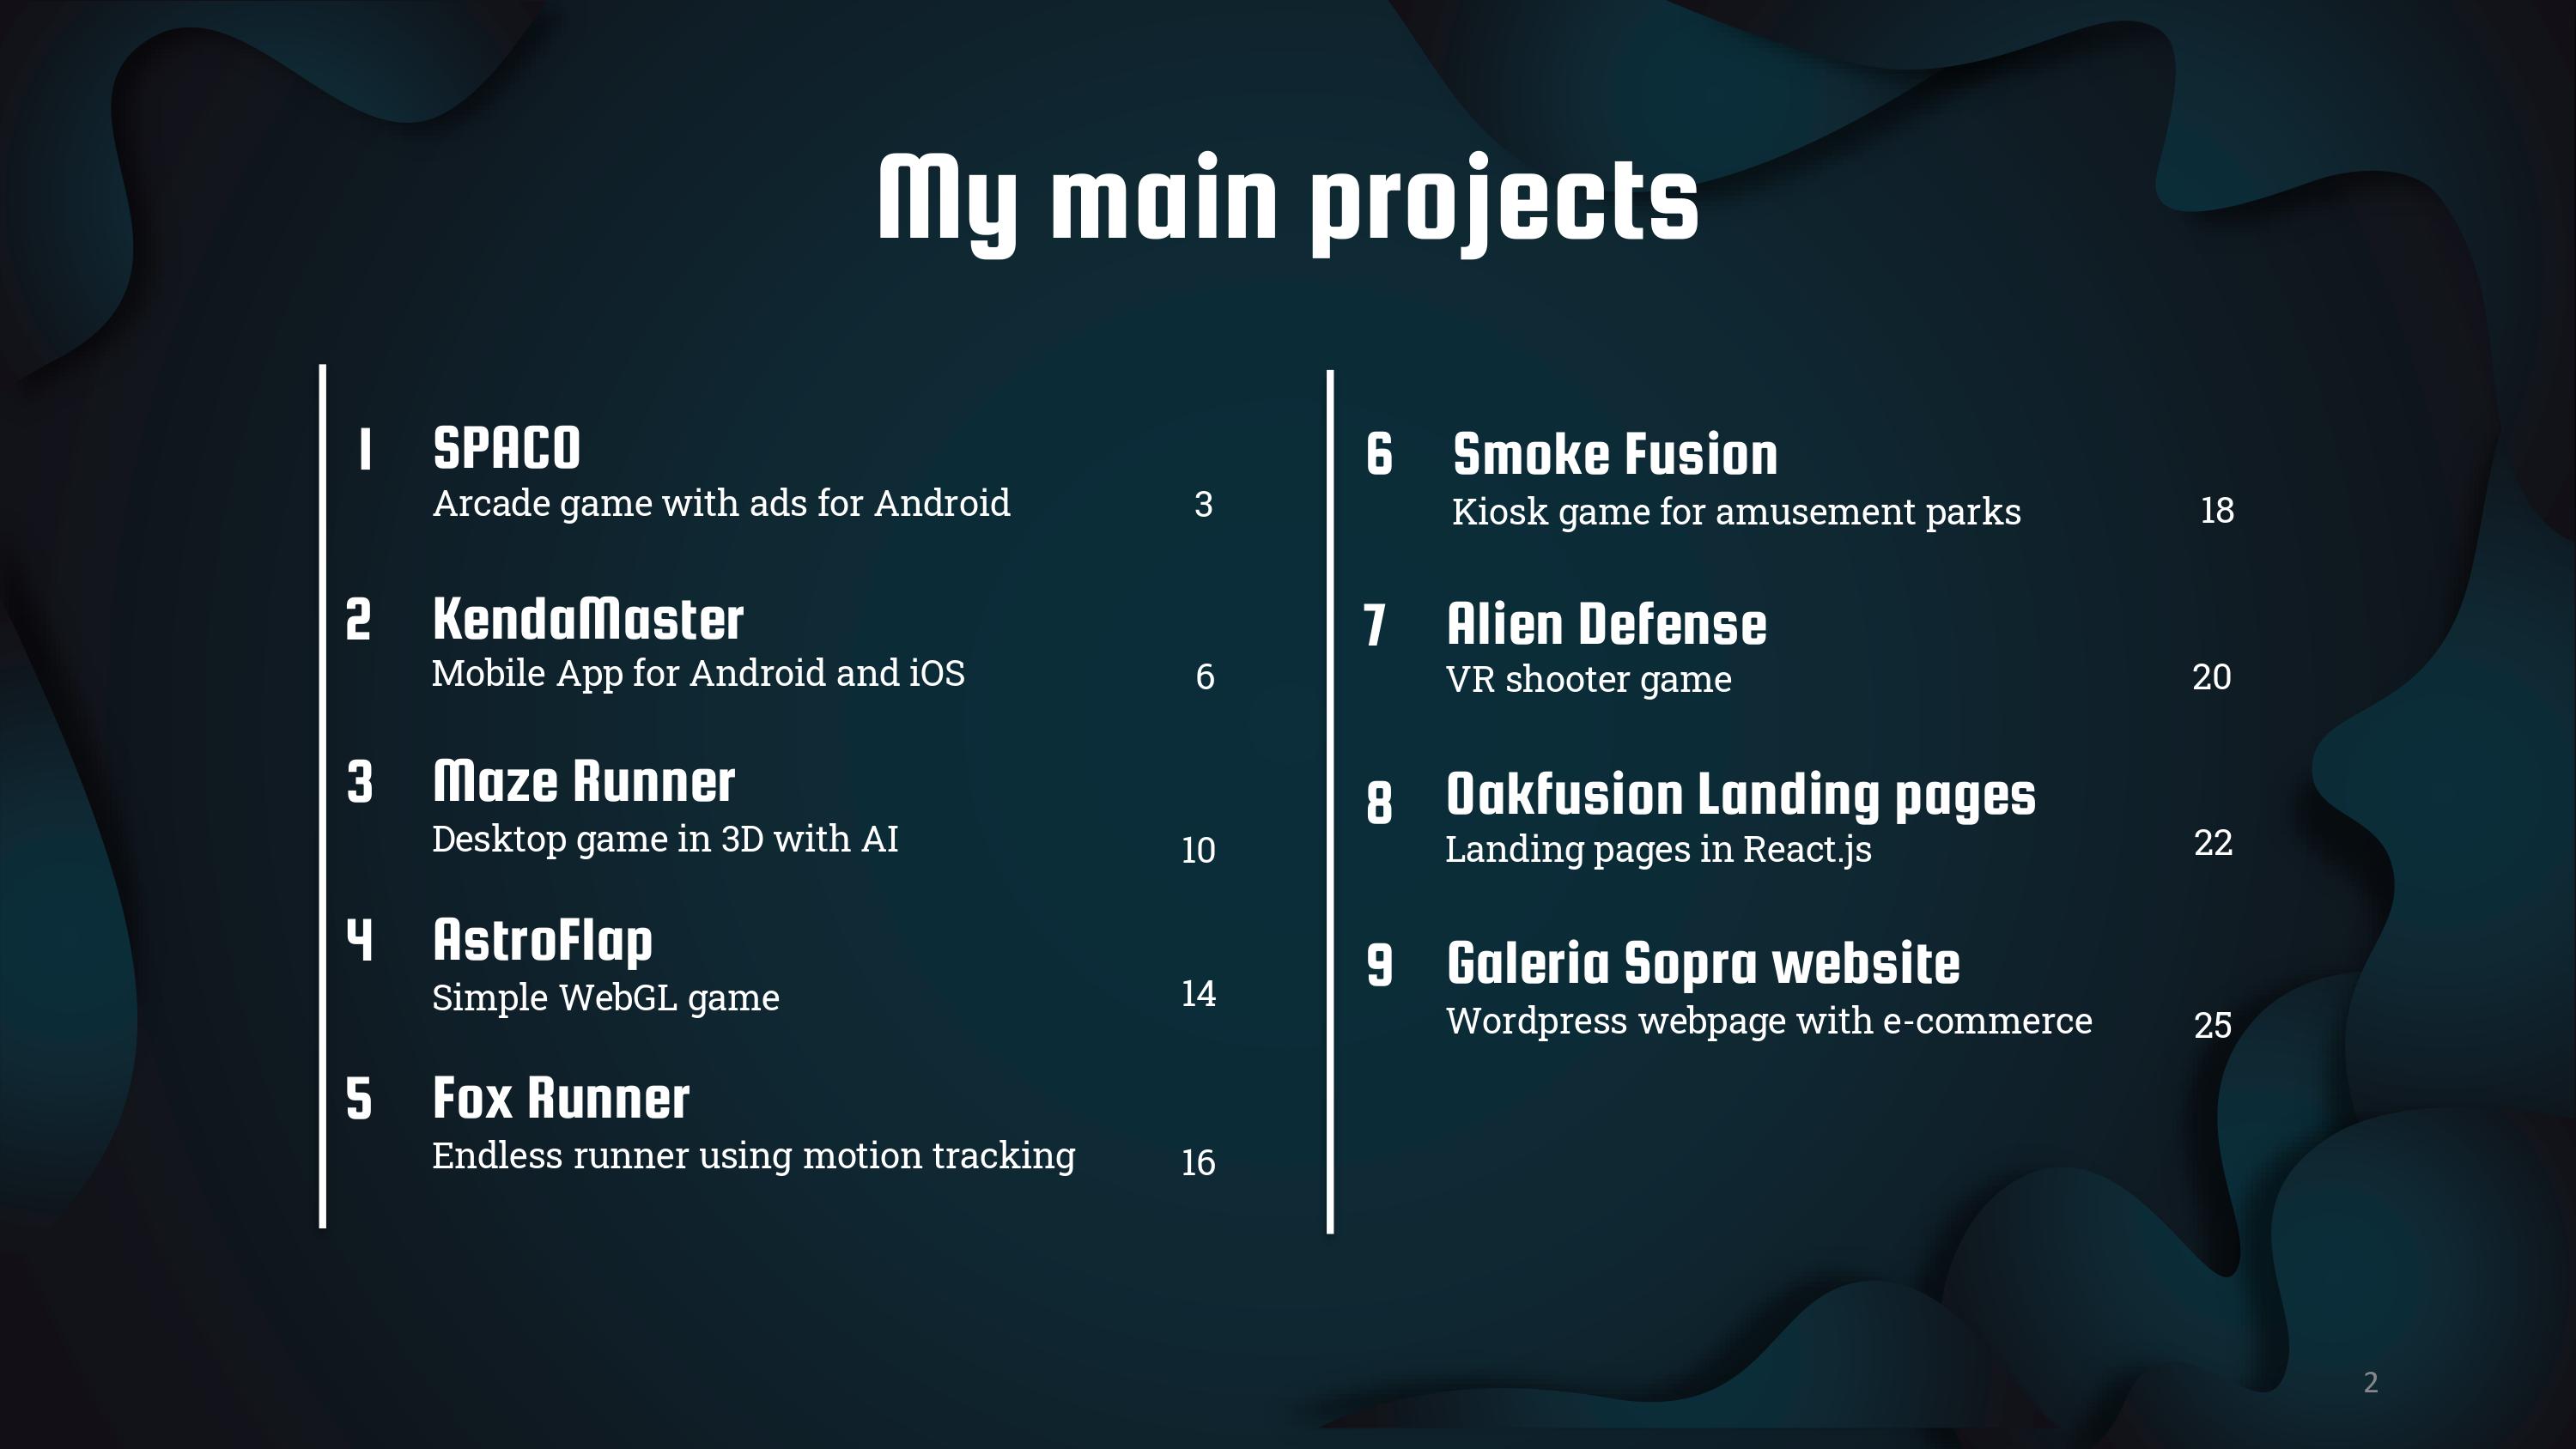 My main projects
1 SPACO
Arcade game with ads for Android 3
2 KendaMaster
Mobile App for Android and iOS 6
3 Maze Runner
Desktop game in 3D with AI 10
4 AstroFlap
Simple WebGL game 14
5 Fox Runner
Endless runner using motion tracking 16
6 Smoke Fusion
Kiosk game for amusement parks 18
7 Alien Defense
VR shooter game 20
8 Oakfusion Landing pages
Landing pages in React.js 22
9 Galeria Sopra website
Wordpress webpage with e-commerce 25
2